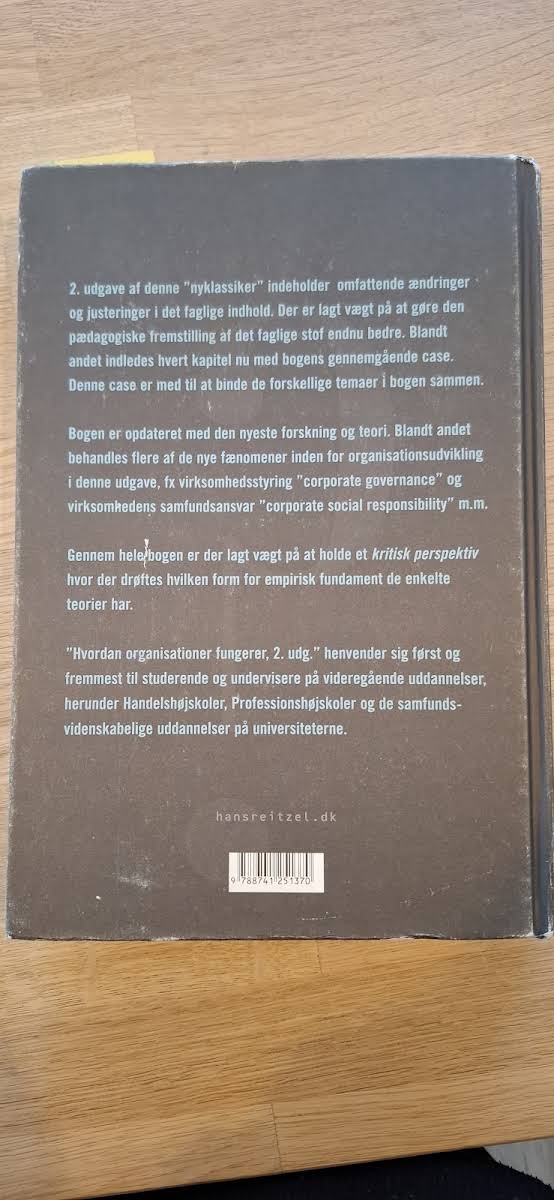 2. udgave af denne ”nyklassiker” indeholder omfattende ændringer
og justeringer i det faglige indhold. Der er lagt vægt på at gøre den
pædagogiske fremstilling af det faglige stof endnu bedre. Blandt
andet indledes hvert kapitel nu med bogens gennemgående case.
Denne case er med til at binde de forskellige temaer i bogen sammen.
Bogen er opdateret med den nyeste forskning og teori. Blandt andet
behandles flere af de nye fænomener inden for organisationsudvikling
i denne udgave, fx virksomhedsstyring ”corporate governance” og
virksomhedens samfundsansvar ”corporate social responsibility” m.m.
Gennem hele bogen er der lagt vægt på at holde et kritisk perspektiv
hvor der drøftes hvilken form for empirisk fundament de enkelte
teorier har.
”Hvordan organisationer fungerer, 2. udg.” henvender sig først og
fremmest til studerende og undervisere på videregående uddannelser,
herunder Handelshøjskoler, Professionshøjskoler og de samfunds-
videnskabelige uddannelser på universiteterne.
hansreitzel.dk
9 788741 251370